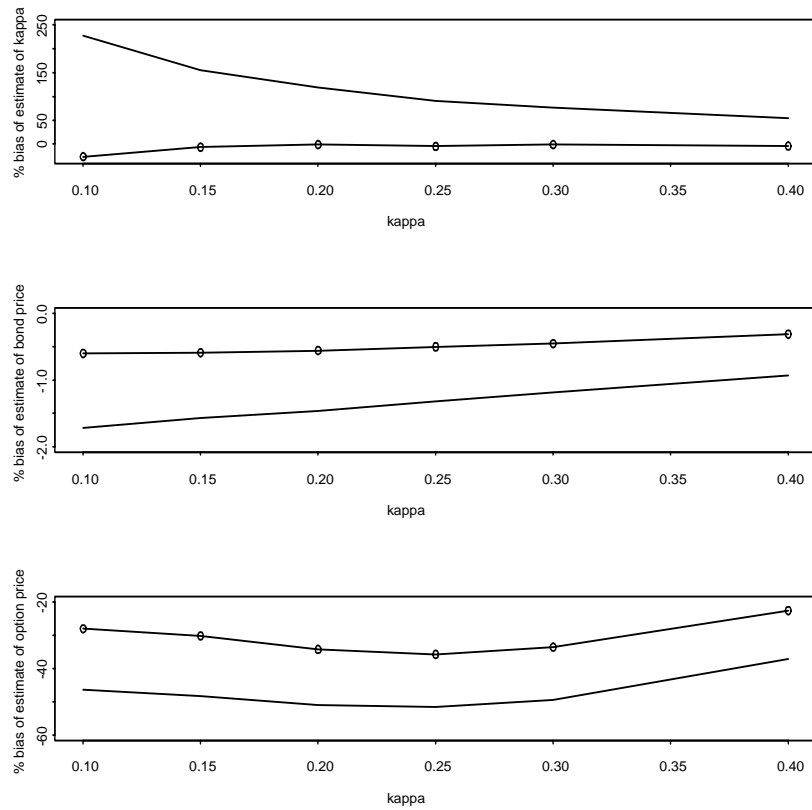 % bias of estimate of kappa
250
150
50
0
0.10 0.15 0.20 0.25 0.30 0.35 0.40
kappa
% bias of estimate of bond price
0.0
-1.0
-2.0
0.10 0.15 0.20 0.25 0.30 0.35 0.40
kappa
% bias of estimate of option price
-20
-40
-60
0.10 0.15 0.20 0.25 0.30 0.35 0.40
kappa